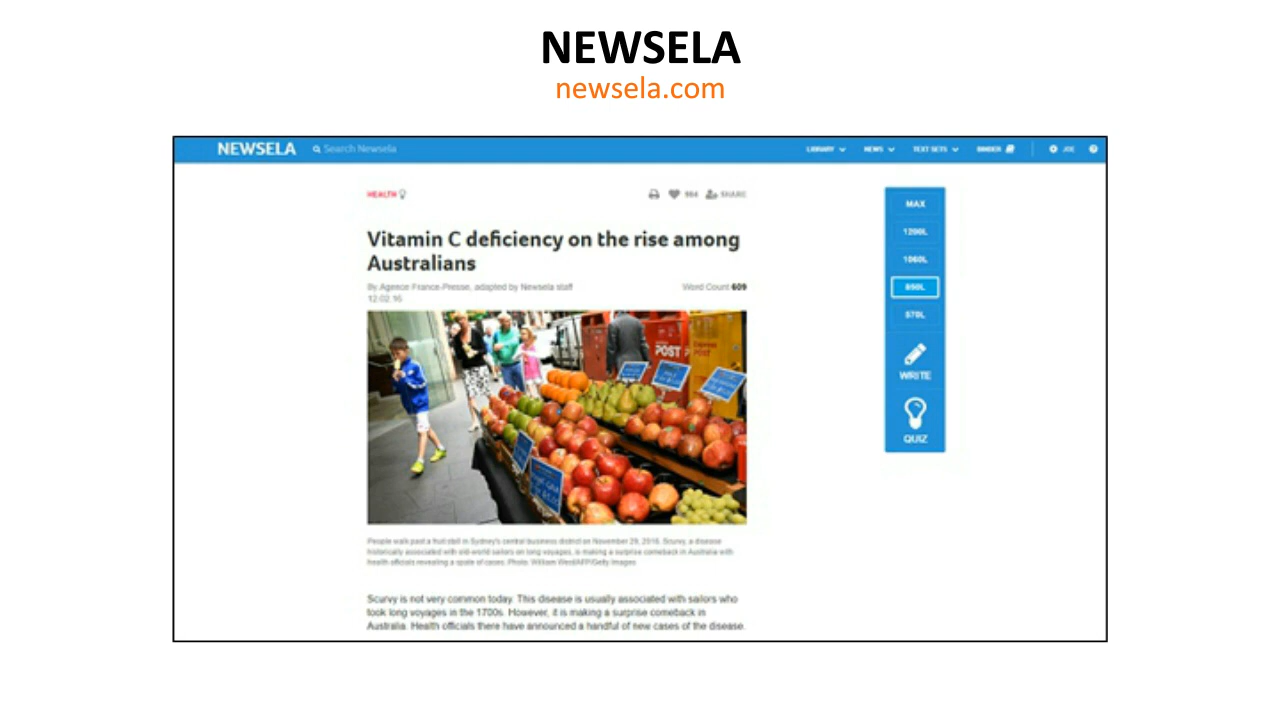 NEWSELA
newsela.com
NEWSELA Search Newsela LIBRARY NEWS TEXT SETS BINDER JOE
HEALTH SHARE
Vitamin C deficiency on the rise among
Australians
By Agence France-Presse, adapted by Newsela staff Word Count 609
12.02.16
People walk past a fruit stall in Sydney's central business district on November 29, 2016. Scurvy, a disease
historically associated with old-world sailors on long voyages, is making a surprise comeback in Australia with
health officials revealing a spate of cases. Photo: William West/AFP/Getty Images
Scurvy is not very common today. This disease is usually associated with sailors who
took long voyages in the 1700s. However, it is making a surprise comeback in
Australia. Health officials there have announced a handful of new cases of the disease.
POST
POST
MAX
1200L
1060L
WRITE
QUIZ